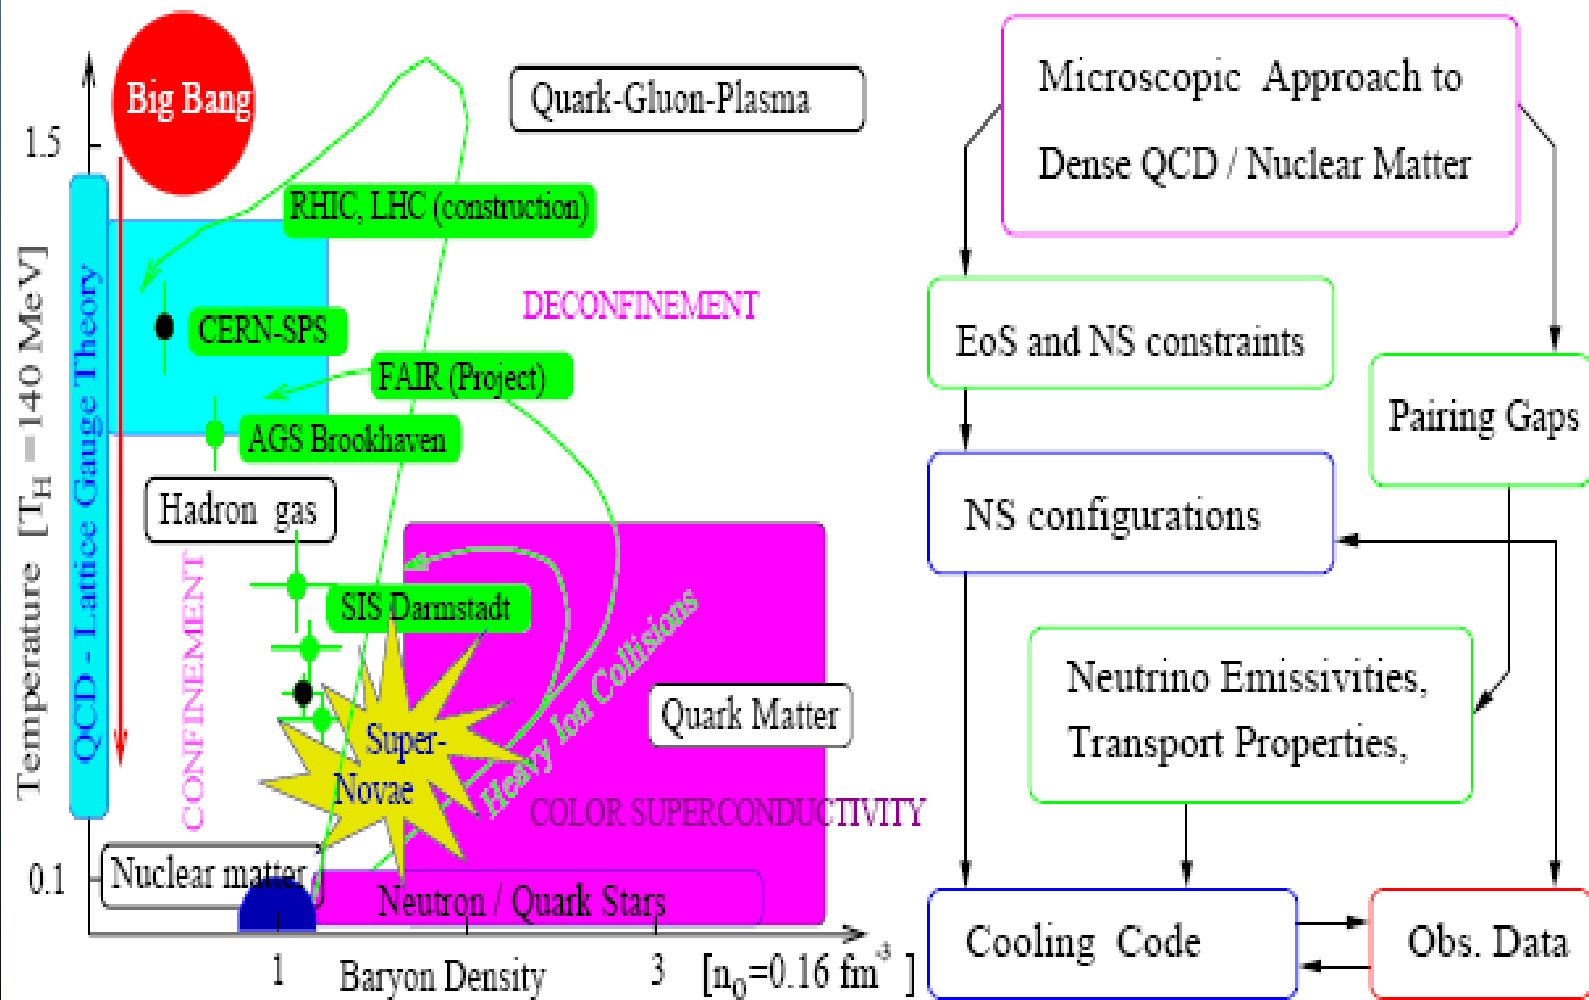 Big Bang
1.5
Quark-Gluon-Plasma
RHIC, LHC (construction)
DECONFINEMENT
CERN-SPS
FAIR (Project)
AGS Brookhaven
Hadron gas
SIS Darmstadt
CONFINEMENT
QCD - Lattice Gauge Theory
Temperature [T_H =140 MeV]
Heavy Ion Collisions
Quark Matter
Super-
Novae
COLOR SUPERCONDUCTIVITY
Nuclear matter
0.1
Neutron / Quark Stars
1
Baryon Density
3
[n_0=0.16 fm^-3 ]
Microscopic Approach to
Dense QCD / Nuclear Matter
EoS and NS constraints
Pairing Gaps
NS configurations
Neutrino Emissivities,
Transport Properties,
Cooling Code
Obs. Data